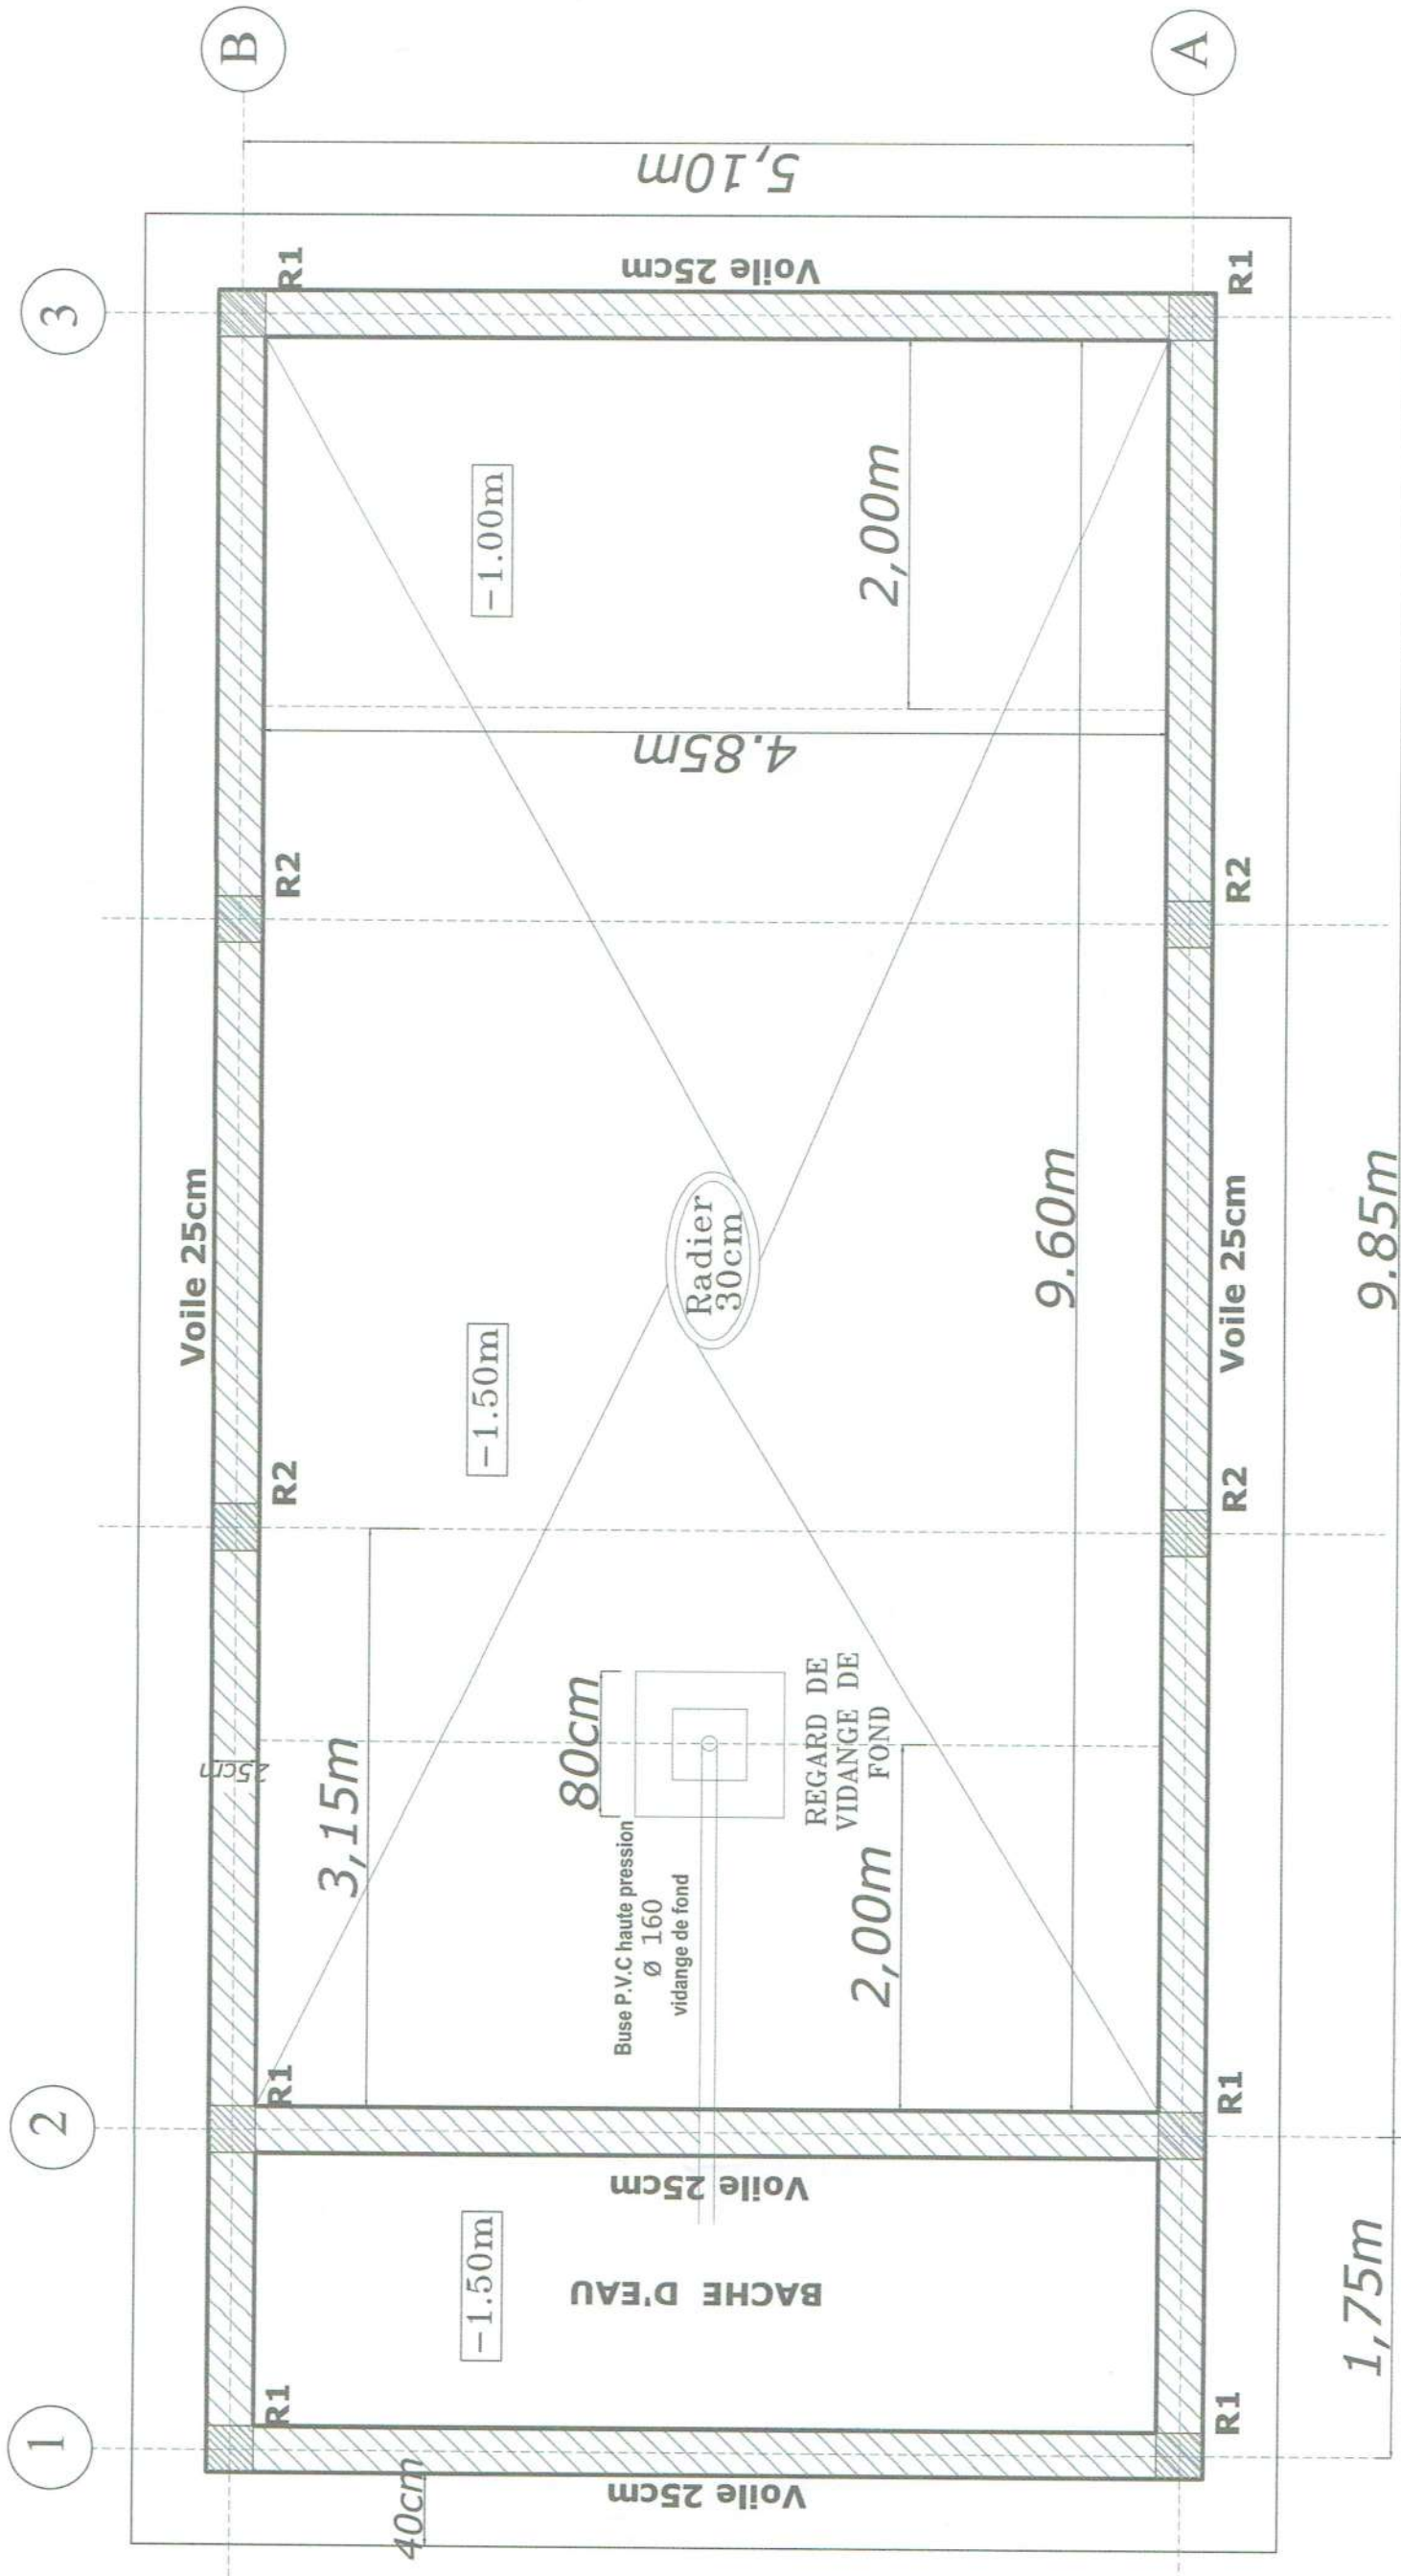 1
2
3
B
A
R1
R1
R2
R2
R1
Voile 25cm
40cm
25cm
3,15m
-1.50m
-1.50m
-1.00m
Voile 25cm
BACHE D'EAU
Voile 25cm
Buse P.V.C haute pression
Ø 160
vidange de fond
80cm
REGARD DE
VIDANGE DE
FOND
Radier
30cm
4.85m
Voile 25cm
5,10m
2,00m
2,00m
9.60m
R1
R1
R2
Voile 25cm
R2
R1
1,75m
9.85m